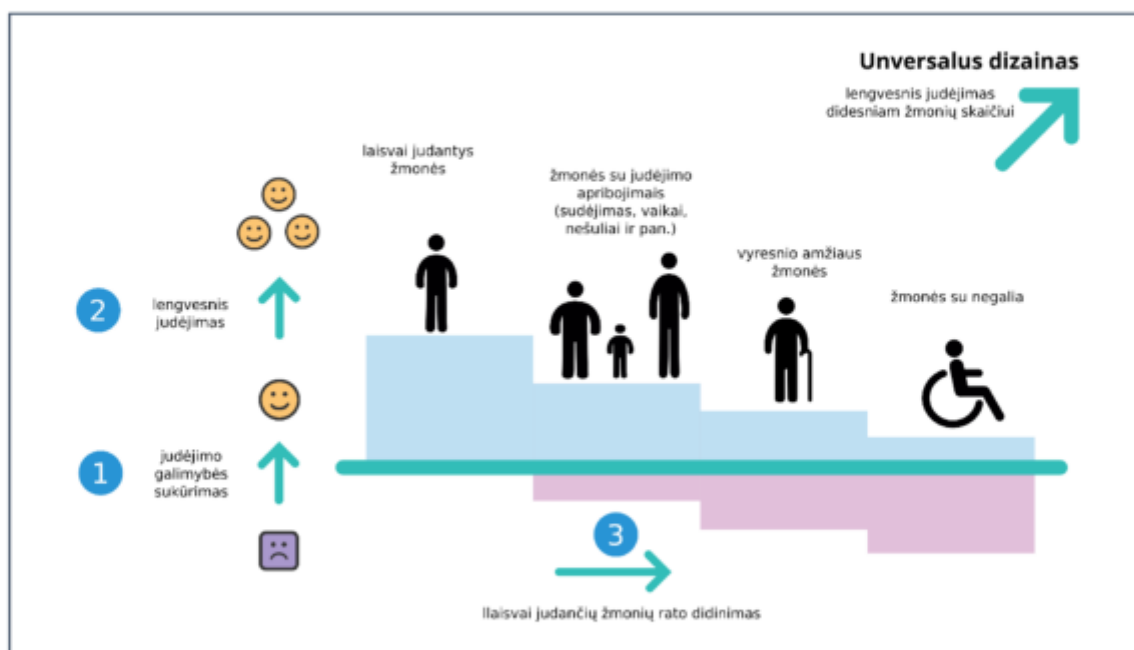 Unversalus dizainas
lengvesnis judėjimas
didesniam žmonių skaičiui
laisvai judantys
žmonės
žmonės su judėjimo
apribojimais
(sudėjimas, vaikai,
nešuliai ir pan.)
vyresnio amžiaus
žmonės
žmonės su negalia
2
lengvesnis
judėjimas
1
judėjimo
galimybės
sukūrimas
3
llaisvai judančių žmonių rato didinimas